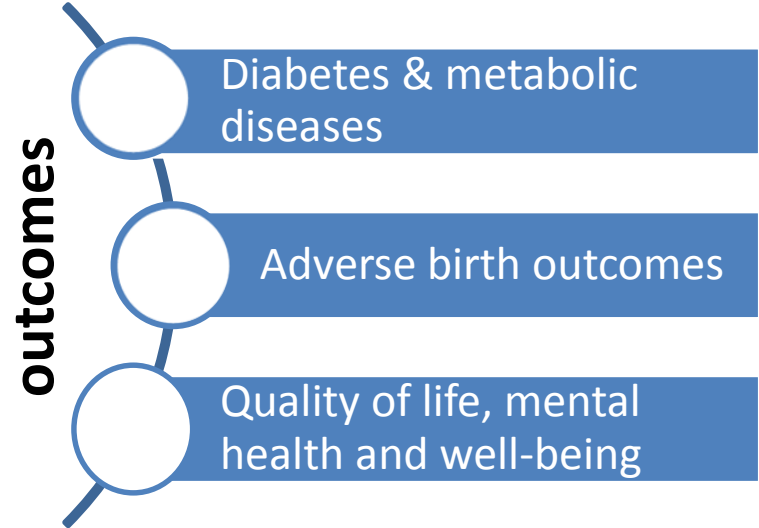 outcomes
Diabetes & metabolic
diseases
Adverse birth outcomes
Quality of life, mental
health and well-being